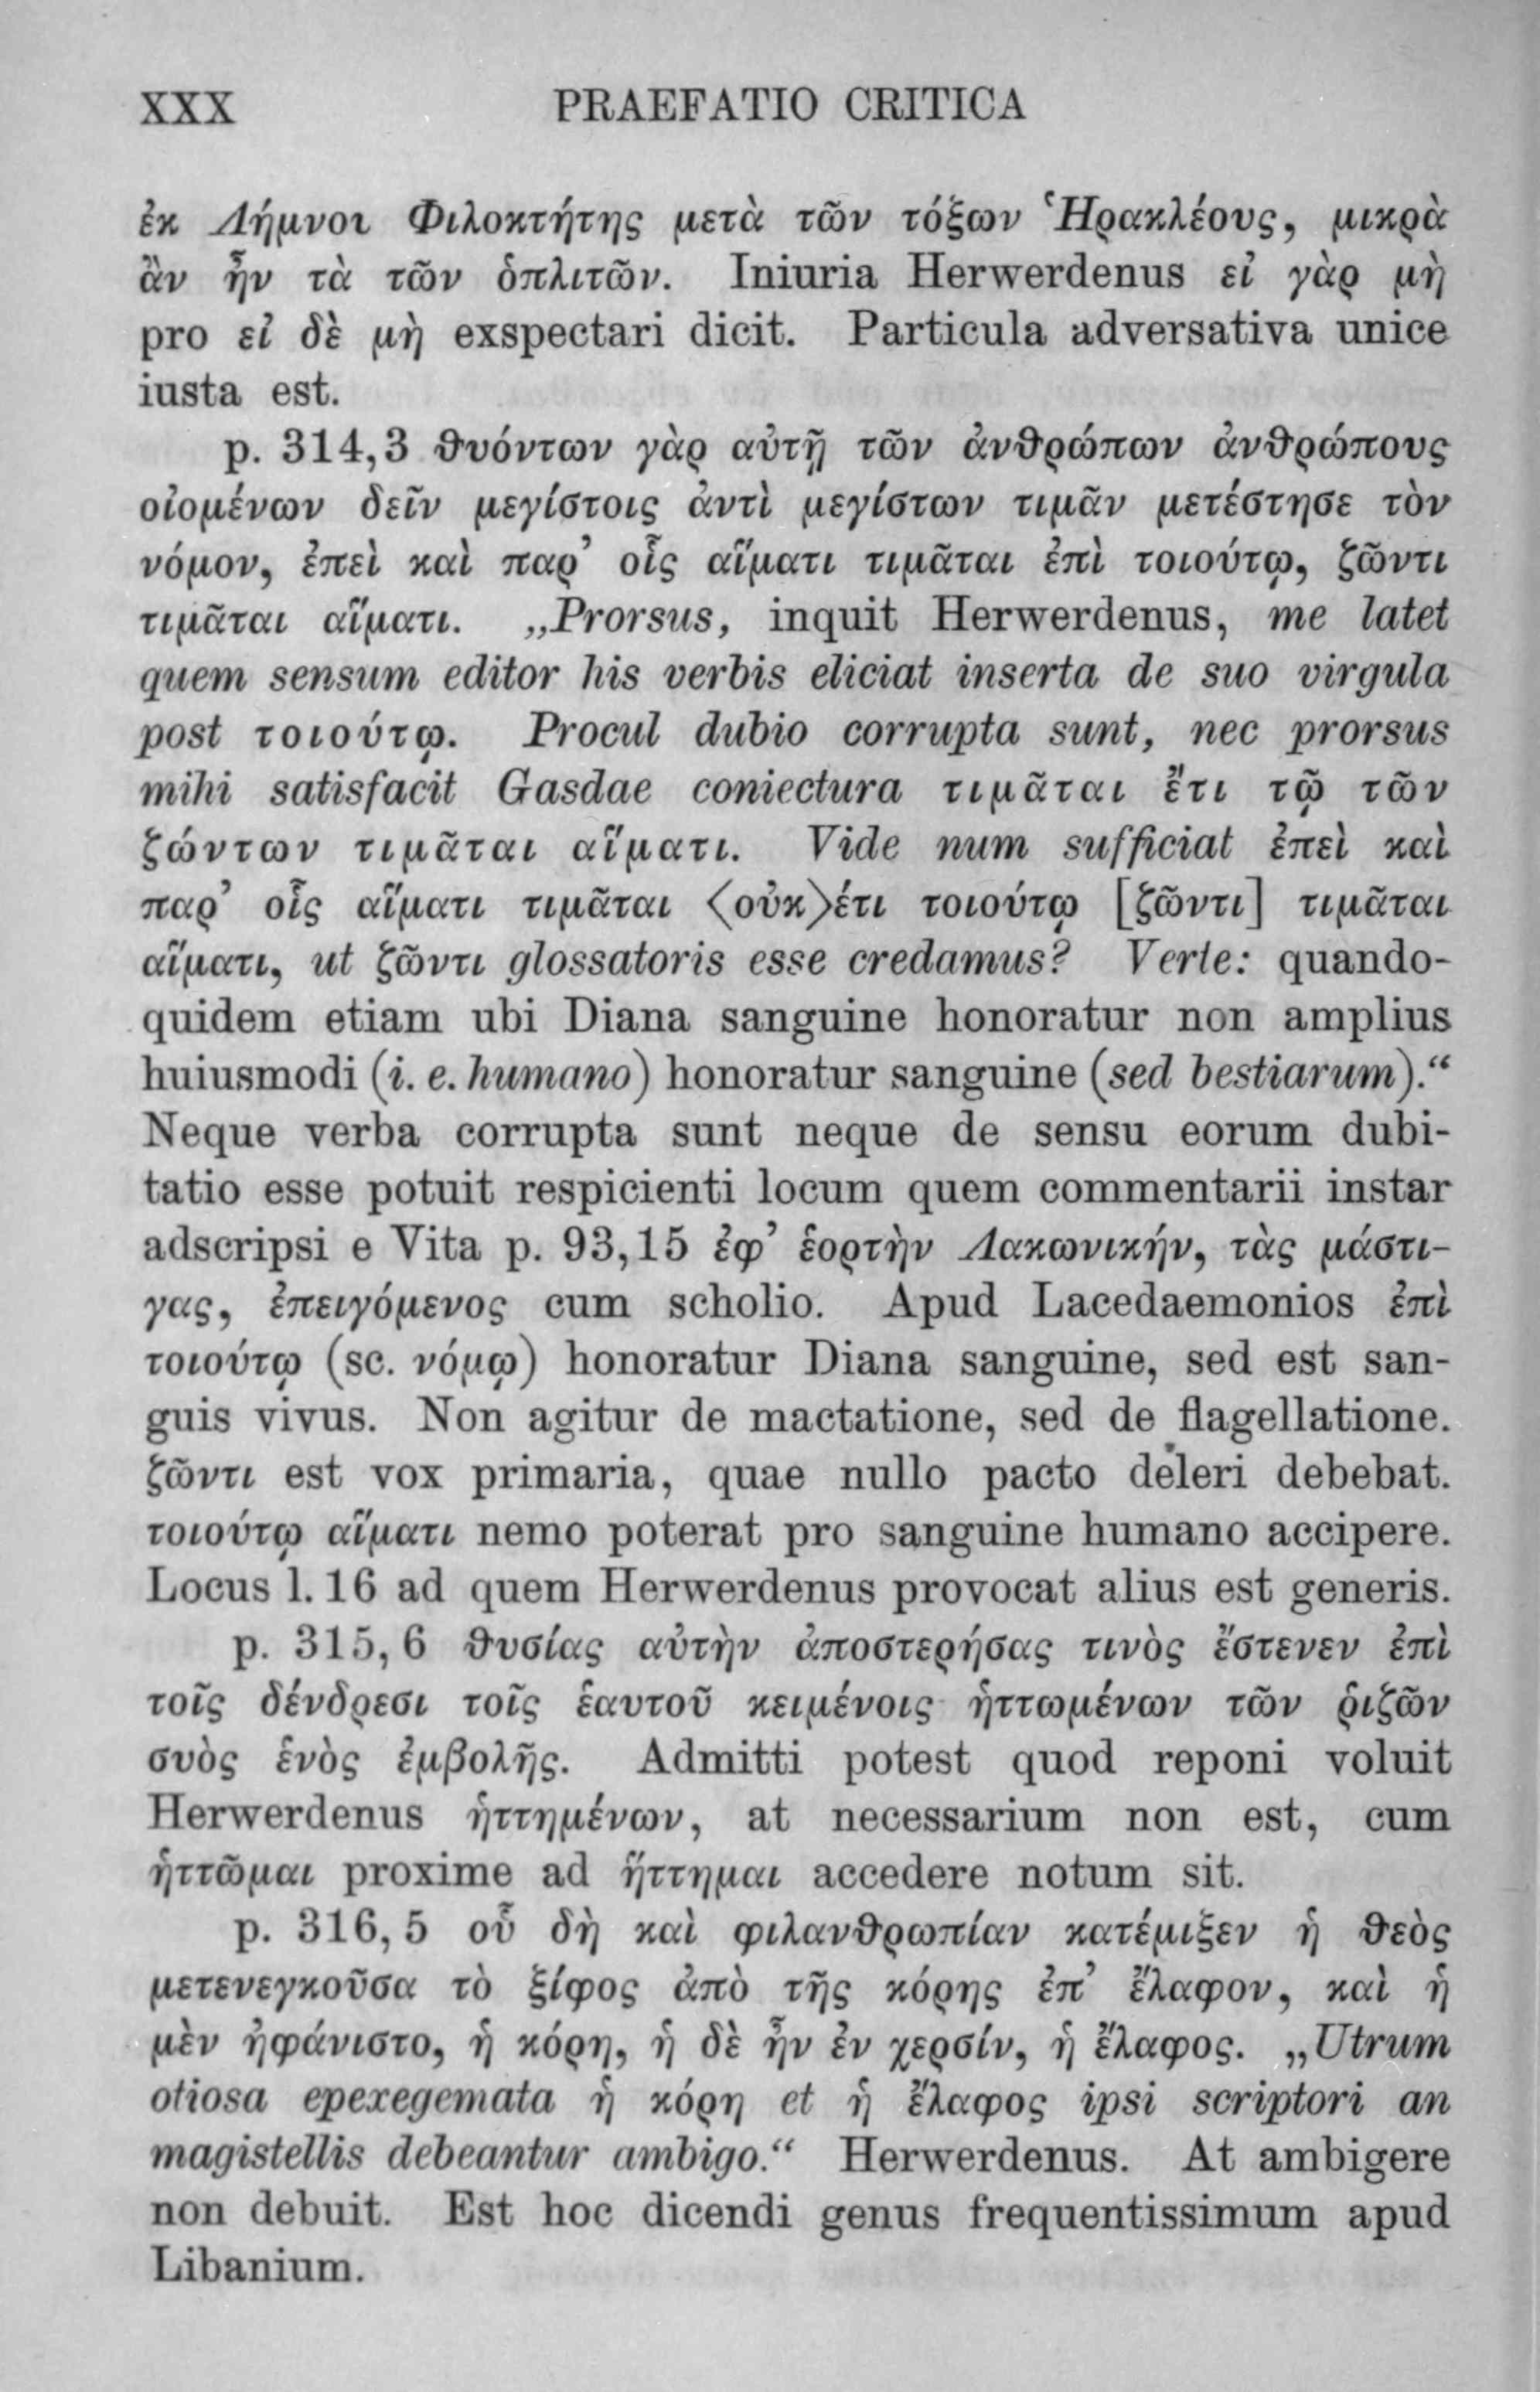 XXX PRAEFATIO CRITICA
ἐκ Λήμνοι Φιλοκτήτης μετὰ τῶν τόξων Ἡρακλέους, μικρὰ
ἂν ἦν τὰ τῶν ὁπλιτῶν. Iniuria Herwerdenus εἰ γὰρ μὴ
pro εἰ δὲ μὴ exspectari dicit. Particula adversativa unice
iusta est.
p. 314,3 θυόντων γὰρ αὐτῇ τῶν ἀνθρώπων ἀνθρώπους
οἰομένων δεῖν μεγίστοις ἀντὶ μεγίστων τιμᾶν μετέστησε τὸν
νόμον, ἐπεὶ καὶ παρ’ οἷς αἵματι τιμᾶται ἐπὶ τοιούτῳ, ζῶντι
τιμᾶται αἵματι. „Prorsus, inquit Herwerdenus, me latet
quem sensum editor his verbis eliciat inserta de suo virgula
post τοιούτῳ. Procul dubio corrupta sunt, nec prorsus
mihi satisfacit Gasdae coniectura τιμᾶται ἔτι τῷ τῶν
ζώντων τιμᾶται αἵματι. Vide num sufficiat ἐπεὶ καὶ
παρ’ οἷς αἵματι τιμᾶται ⟨οὐκ⟩έτι τοιούτῳ [ζῶντι] τιμᾶται
αἵματι, ut ζῶντι glossatoris esse credamus? Verte: quando-
quidem etiam ubi Diana sanguine honoratur non amplius
huiusmodi (i. e. humano) honoratur sanguine (sed bestiarum).“
Neque verba corrupta sunt neque de sensu eorum dubi-
tatio esse potuit respicienti locum quem commentarii instar
adscripsi e Vita p. 93,15 ἐφ’ ἑορτὴν Λακωνικήν, τὰς μάστι-
γας, ἐπειγόμενος cum scholio. Apud Lacedaemonios ἐπὶ
τοιούτῳ (sc. νόμῳ) honoratur Diana sanguine, sed est san-
guis vivus. Non agitur de mactatione, sed de flagellatione.
ζῶντι est vox primaria, quae nullo pacto deleri debebat.
τοιούτῳ αἵματι nemo poterat pro sanguine humano accipere.
Locus l. 16 ad quem Herwerdenus provocat alius est generis.
p. 315, 6 θυσίας αὐτὴν ἀποστερήσας τινὸς ἔστενεν ἐπὶ
τοῖς δένδρεσι τοῖς ἑαυτοῦ κειμένοις ἡττωμένων τῶν ῥιζῶν
συὸς ἑνὸς ἐμβολῆς. Admitti potest quod reponi voluit
Herwerdenus ἡττημένων, at necessarium non est, cum
ἡττῶμαι proxime ad ἥττημαι accedere notum sit.
p. 316, 5 οὗ δὴ καὶ φιλανθρωπίαν κατέμιξεν ἡ θεὸς
μετενεγκοῦσα τὸ ξίφος ἀπὸ τῆς κόρης ἐπ’ ἔλαφον, καὶ ἡ
μὲν ἠφάνιστο, ἡ κόρη, ἡ δὲ ἦν ἐν χερσίν, ἡ ἔλαφος. „Utrum
otiosa epexegemata ἡ κόρη et ἡ ἔλαφος ipsi scriptori an
magistellis debeantur ambigo.“ Herwerdenus. At ambigere
non debuit. Est hoc dicendi genus frequentissimum apud
Libanium.